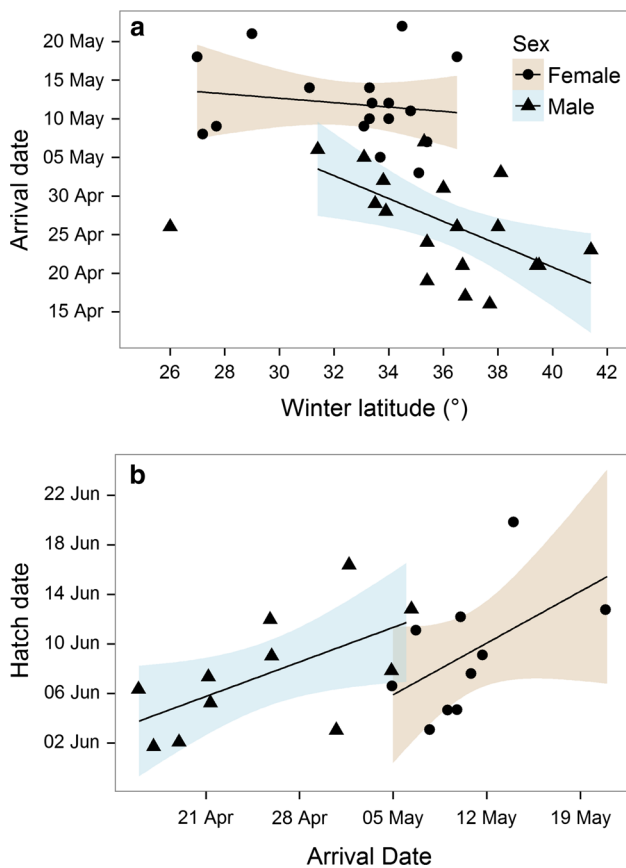 a
Sex
Female
Male
Arrival date
20 May
15 May
10 May
05 May
30 Apr
25 Apr
20 Apr
15 Apr
26 28 30 32 34 36 38 40 42
Winter latitude (°)
b
Hatch date
22 Jun
18 Jun
14 Jun
10 Jun
06 Jun
02 Jun
21 Apr 28 Apr 05 May 12 May 19 May
Arrival Date